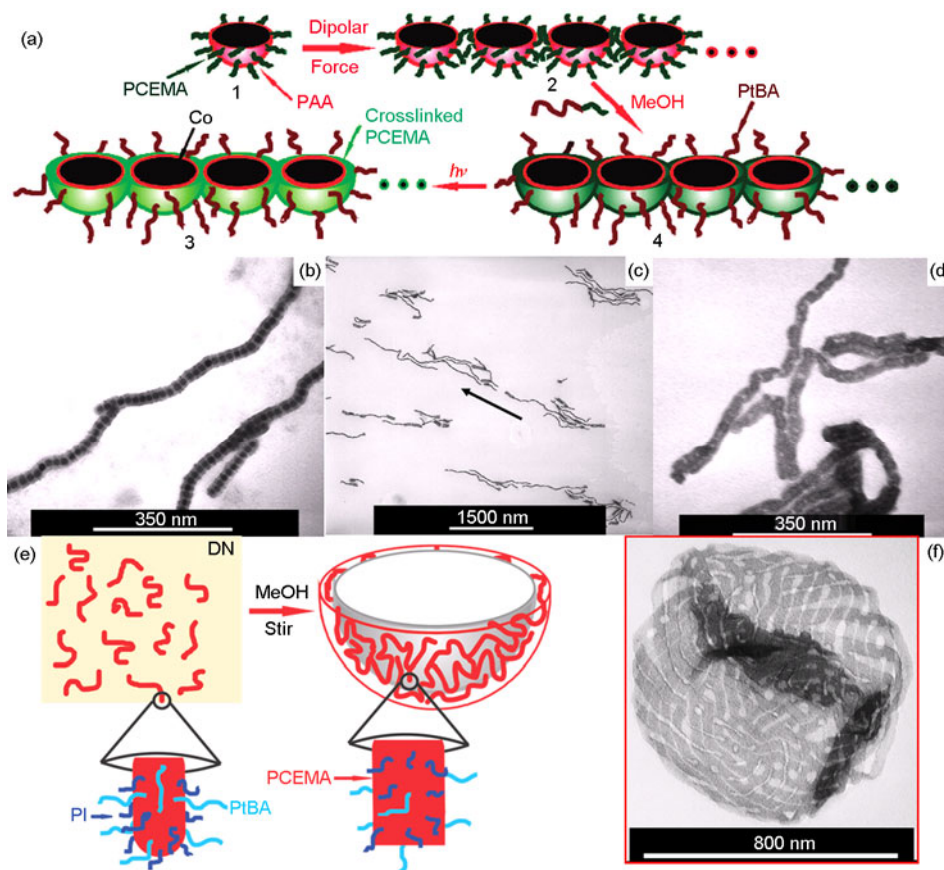 (a)
Dipolar
Force
PCEMA
1
PAA
2
MeOH
PtBA
Co
Crosslinked
PCEMA
hν
3
4
(b)
(c)
(d)
350 nm
1500 nm
350 nm
(e)
DN
MeOH
Stir
(f)
PCEMA
PI
PtBA
800 nm